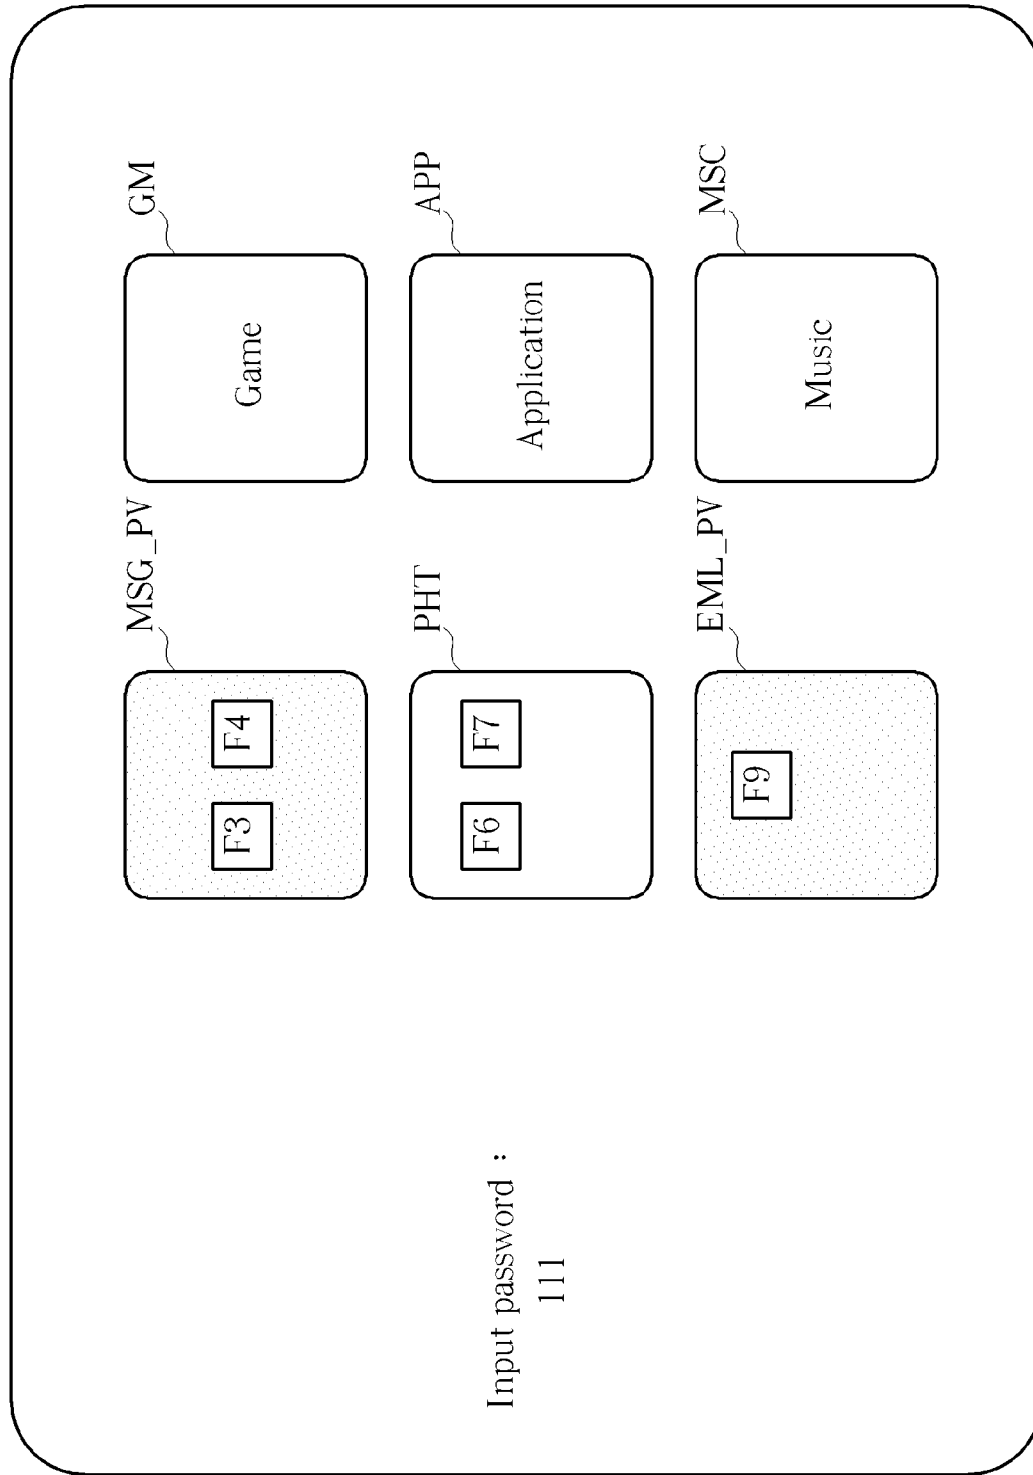 MSG_PV
GM
F3 F4
Game
PHT
APP
Input password :
111
F6 F7
Application
EML_PV
MSC
F9
Music